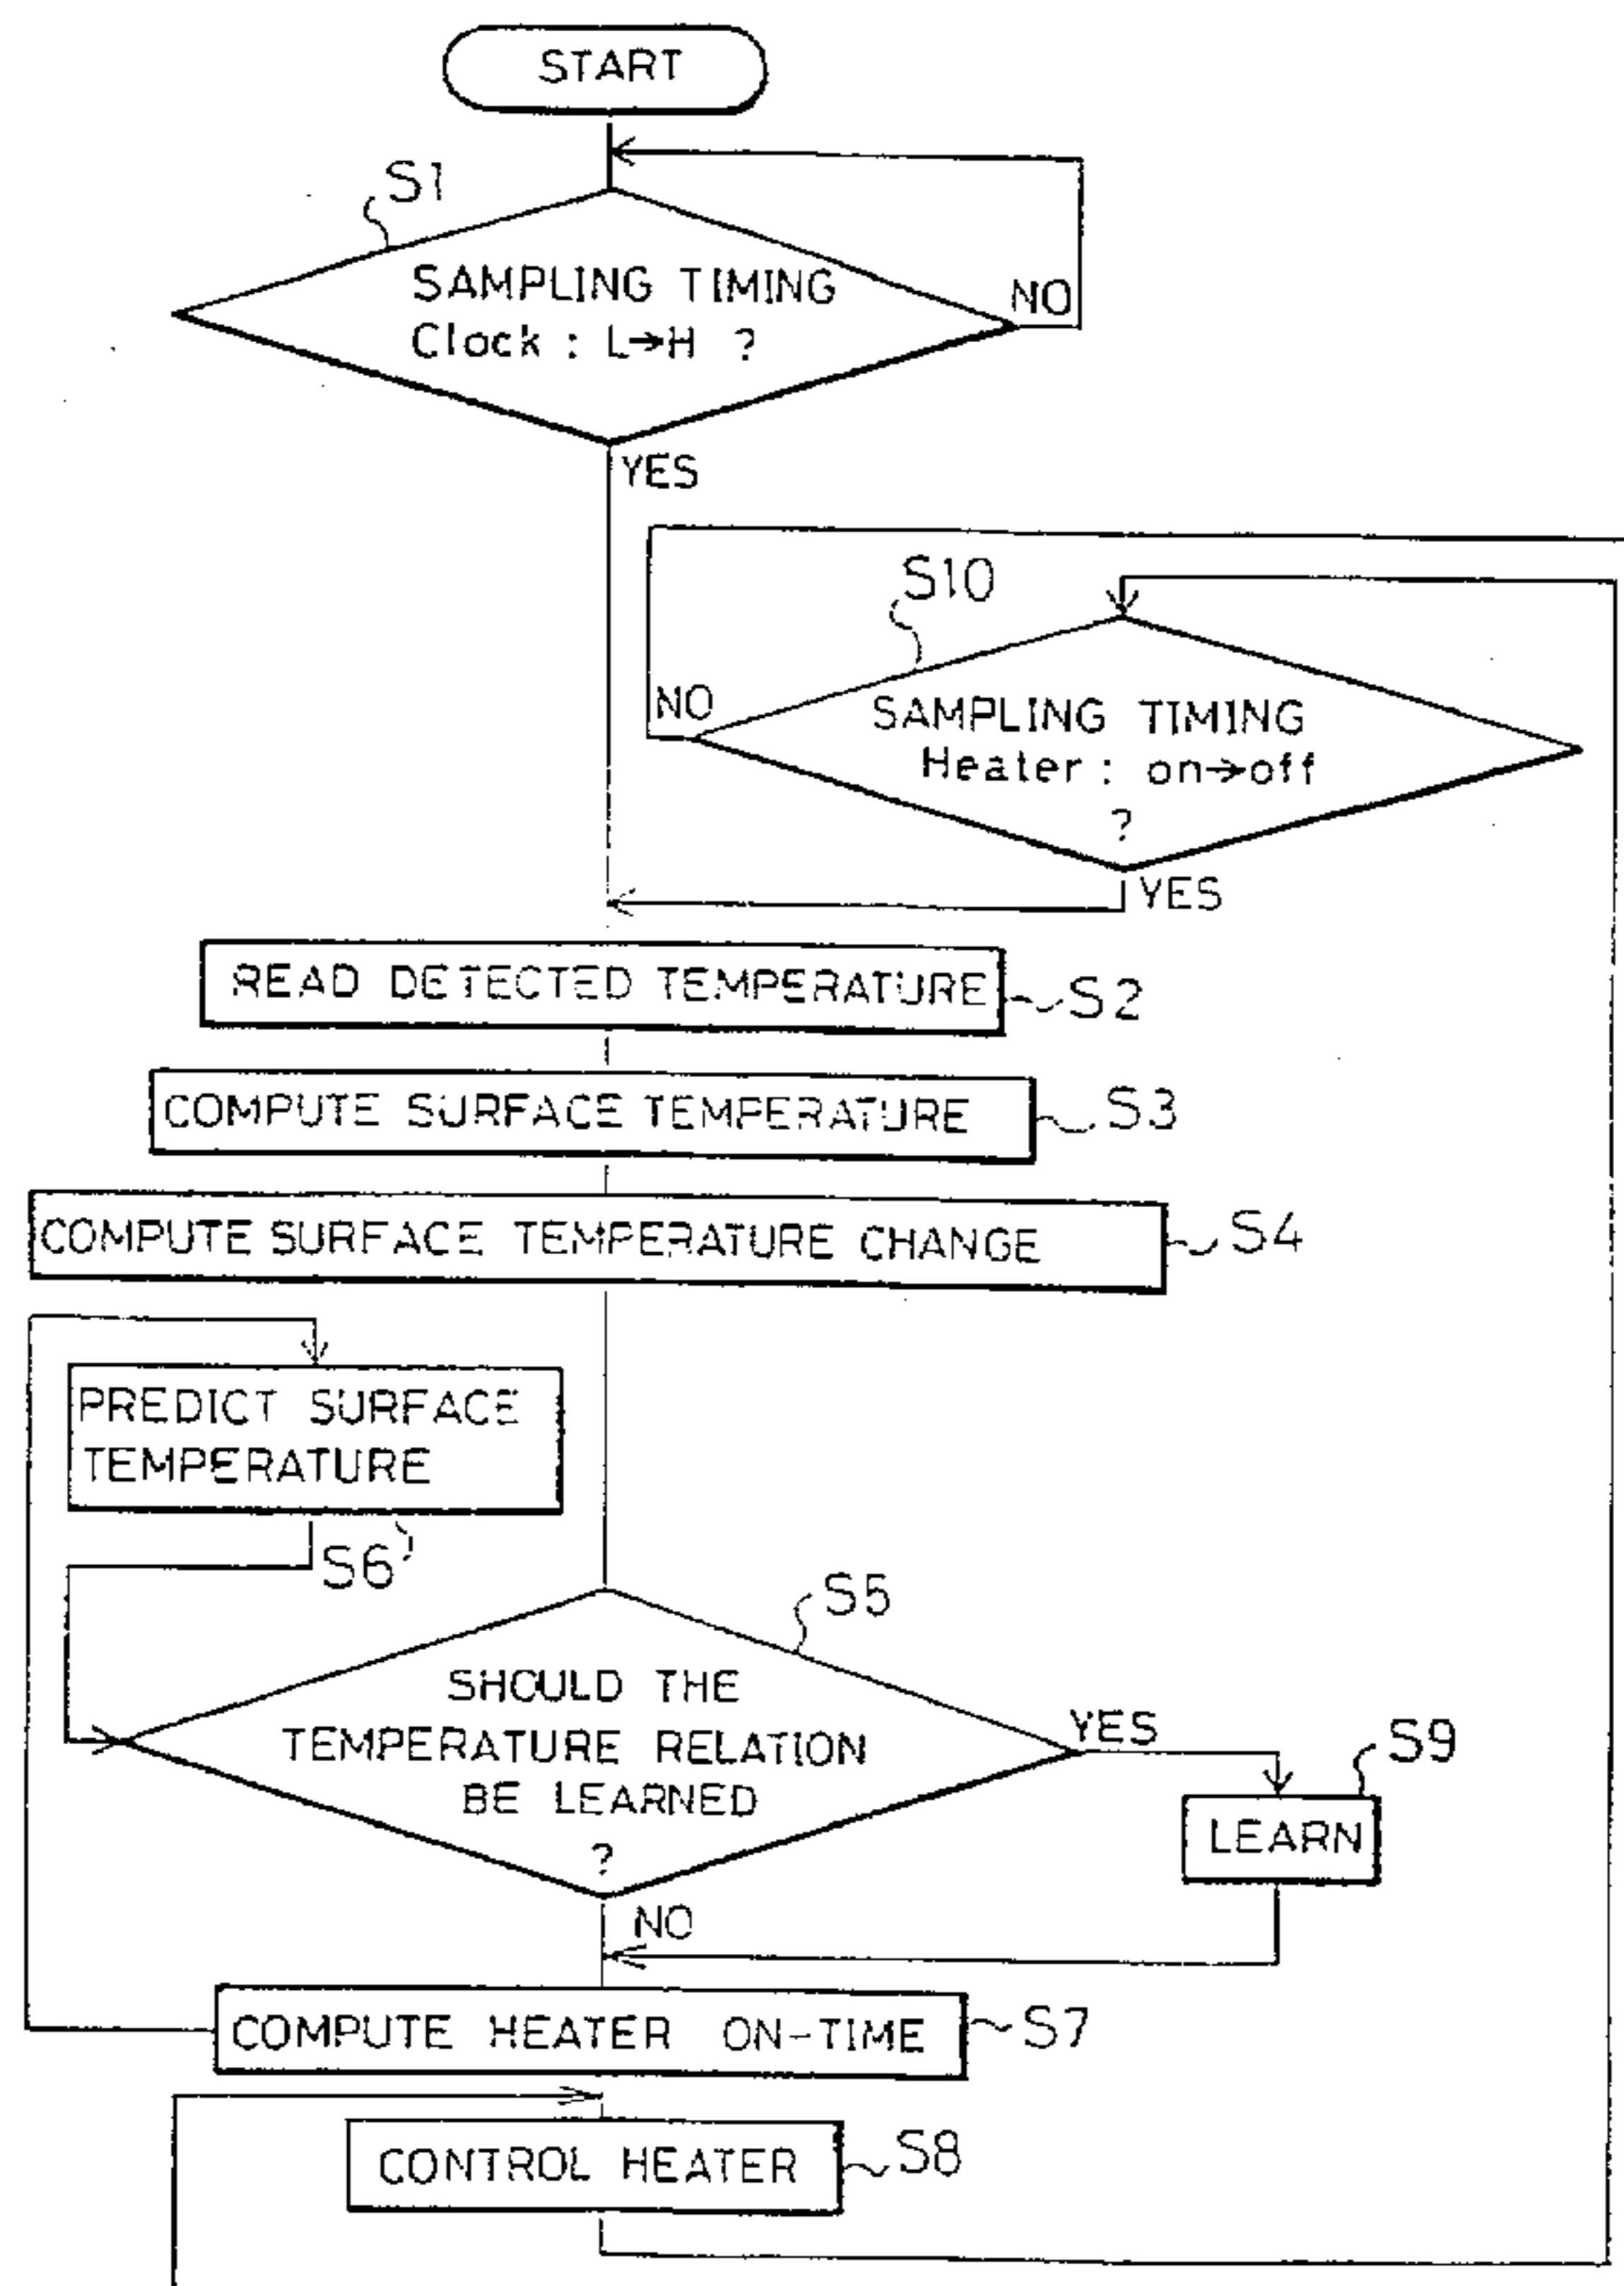 START
S1
SAMPLING TIMING
Clock : L→H ?
NO
YES
S10
NO
SAMPLING TIMING
Heater : on→off
?
YES
READ DETECTED TEMPERATURE
S2
COMPUTE SURFACE TEMPERATURE
S3
COMPUTE SURFACE TEMPERATURE CHANGE
S4
PREDICT SURFACE
TEMPERATURE
S6
S5
SHOULD THE
TEMPERATURE RELATION
BE LEARNED
?
YES
S9
LEARN
NO
COMPUTE HEATER ON-TIME
S7
CONTROL HEATER
S8